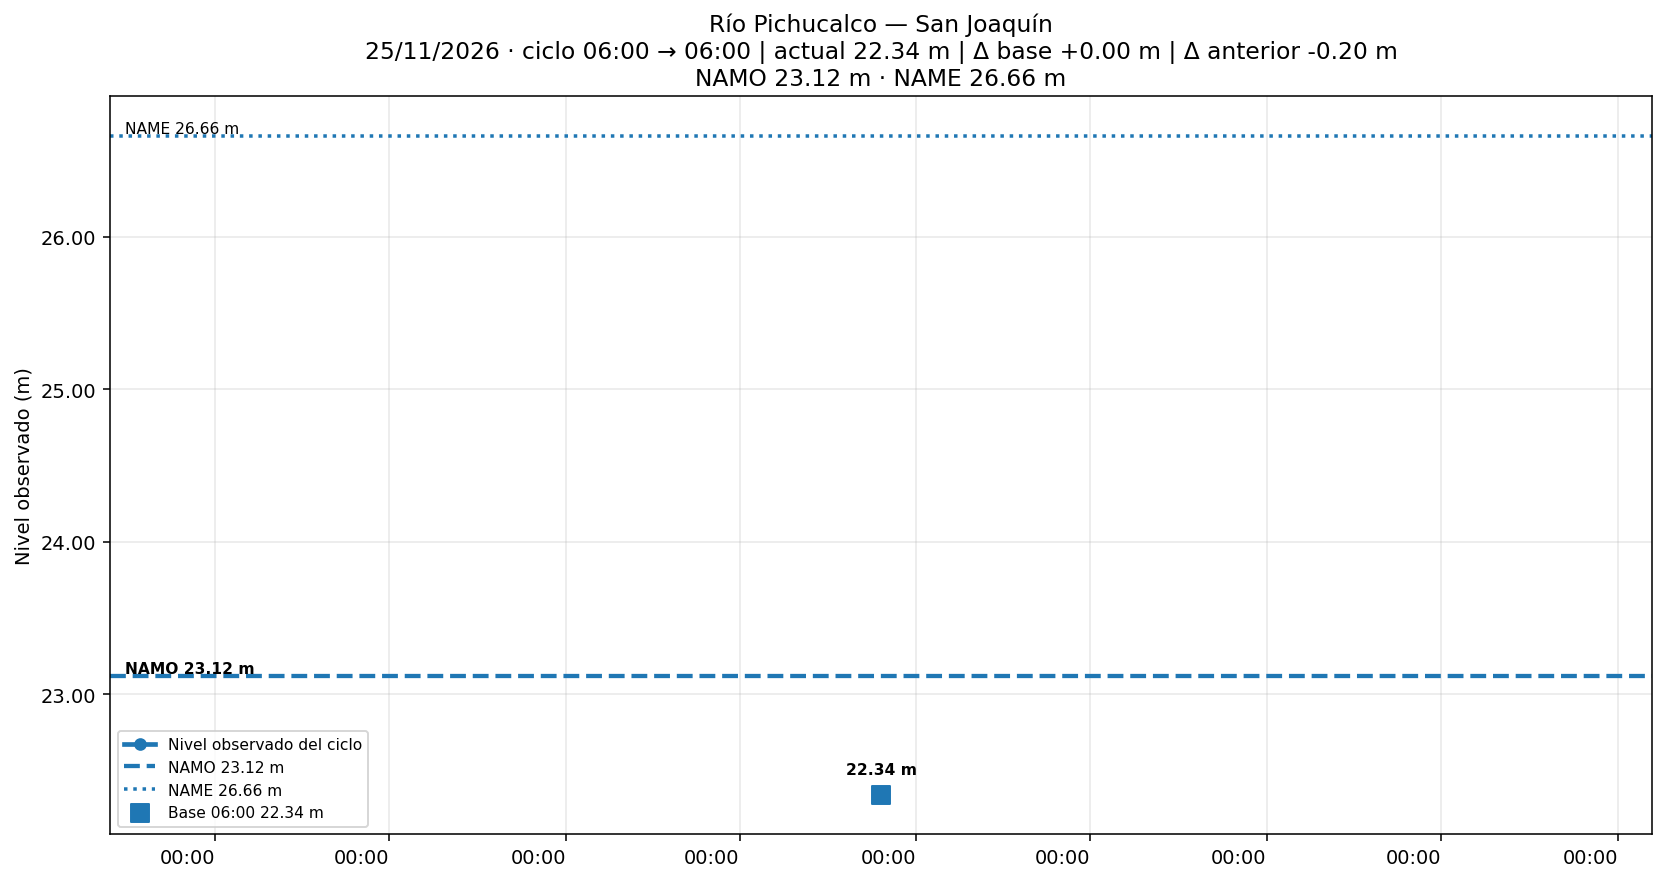 Río Pichucalco — San Joaquín
25/11/2026 · ciclo 06:00 → 06:00 | actual 22.34 m | Δ base +0.00 m | Δ anterior -0.20 m
NAMO 23.12 m · NAME 26.66 m
NAME 26.66 m
26.00
25.00
Nivel observado (m)
24.00
NAMO 23.12 m
23.00
22.34 m
Nivel observado del ciclo
NAMO 23.12 m
NAME 26.66 m
Base 06:00 22.34 m
00:00 00:00 00:00 00:00 00:00 00:00 00:00 00:00 00:00